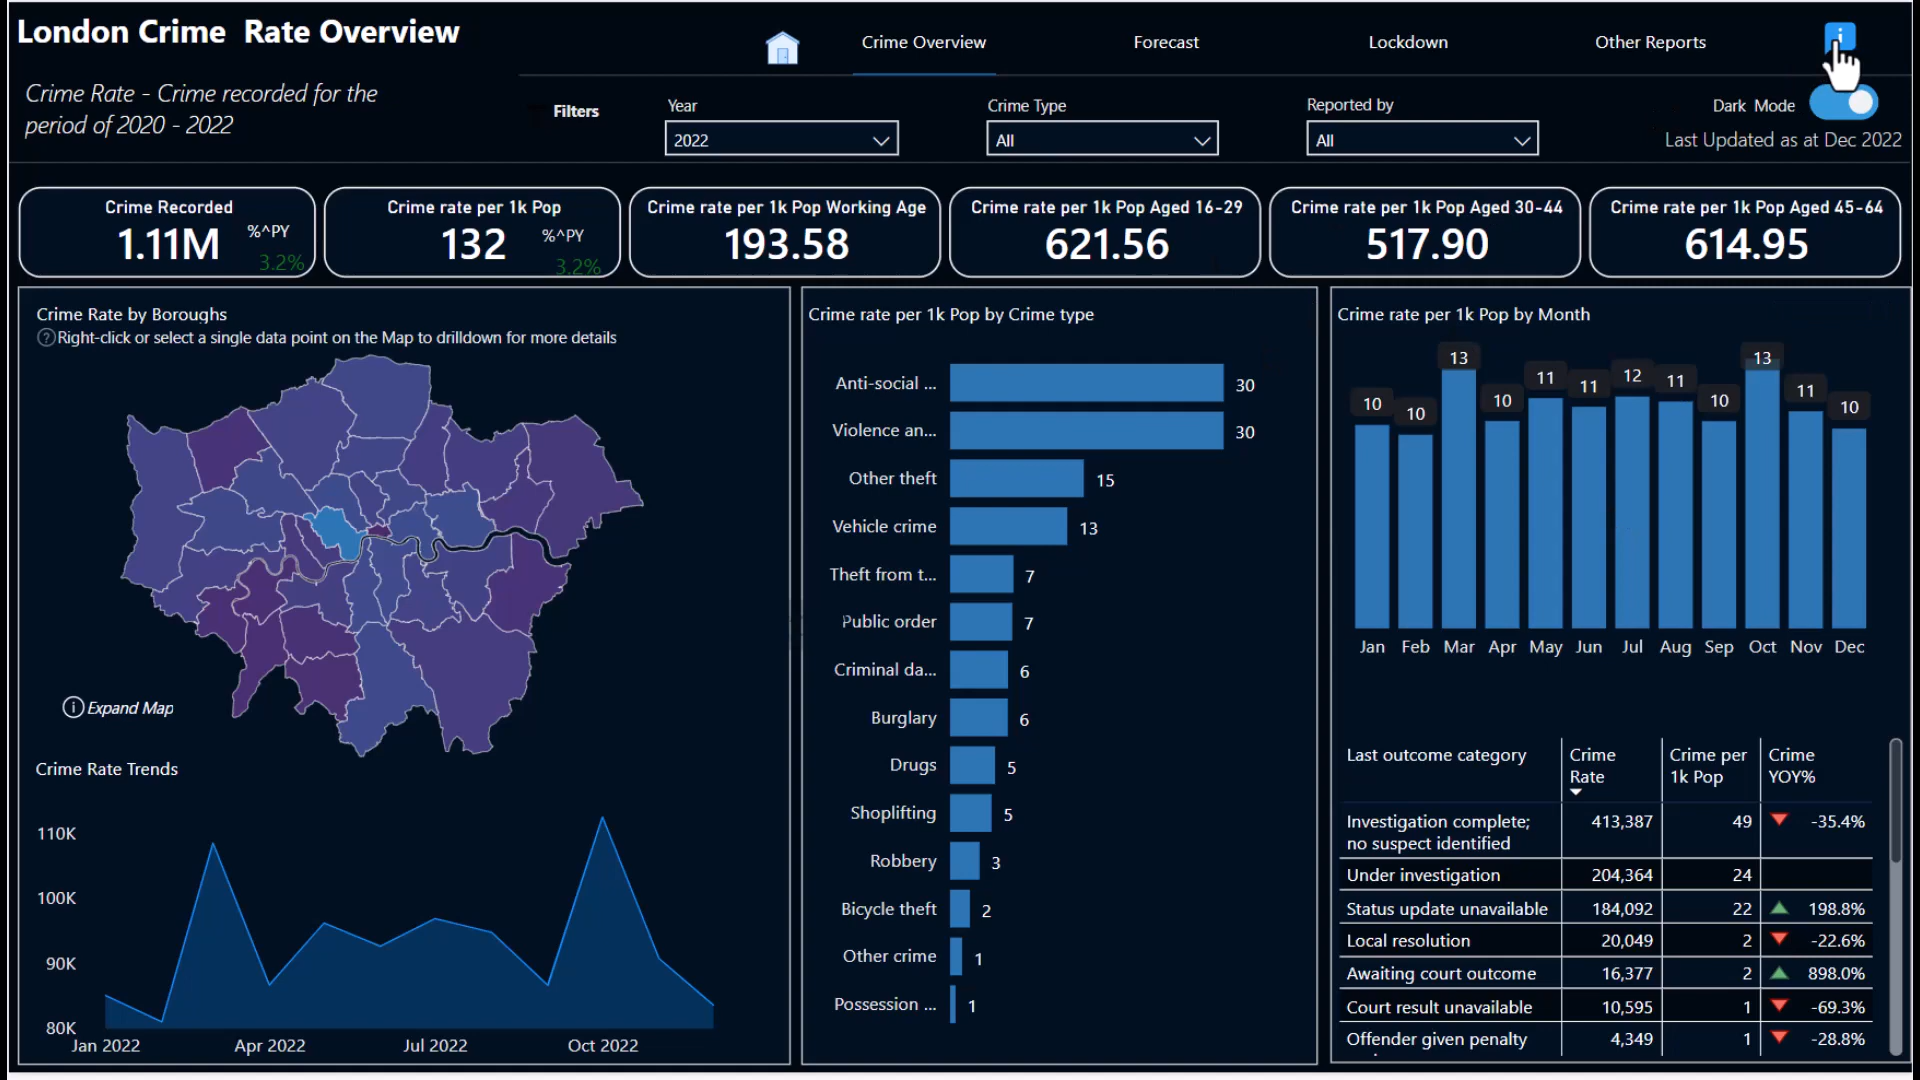 London Crime  Rate Overview
Crime Overview
Forecast
Lockdown
Other Reports
i
Crime Rate - Crime recorded for the
period of 2020 - 2022
Filters
Year
2022
Crime Type
All
Reported by
All
Dark Mode
Last Updated as at Dec 2022
Crime Recorded
1.11M
%^PY
3.2%
Crime rate per 1k Pop
132
%^PY
3.2%
Crime rate per 1k Pop Working Age
193.58
Crime rate per 1k Pop Aged 16-29
621.56
Crime rate per 1k Pop Aged 30-44
517.90
Crime rate per 1k Pop Aged 45-64
614.95
Crime Rate by Boroughs
? Right-click or select a single data point on the Map to drilldown for more details
i Expand Map
Crime Rate Trends
110K
100K
90K
80K
Jan 2022
Apr 2022
Jul 2022
Oct 2022
Crime rate per 1k Pop by Crime type
Anti-social ... 30
Violence an... 30
Other theft 15
Vehicle crime 13
Theft from t... 7
Public order 7
Criminal da... 6
Burglary 6
Drugs 5
Shoplifting 5
Robbery 3
Bicycle theft 2
Other crime 1
Possession ... 1
Crime rate per 1k Pop by Month
10 10 13 10 11 11 12 11 10 13 11 10
Jan Feb Mar Apr May Jun Jul Aug Sep Oct Nov Dec
Last outcome category
Crime
Rate
Crime per
1k Pop
Crime
YOY%
Investigation complete;
no suspect identified
413,387 49 -35.4%
Under investigation 204,364 24
Status update unavailable 184,092 22 198.8%
Local resolution 20,049 2 -22.6%
Awaiting court outcome 16,377 2 898.0%
Court result unavailable 10,595 1 -69.3%
Offender given penalty 4,349 1 -28.8%